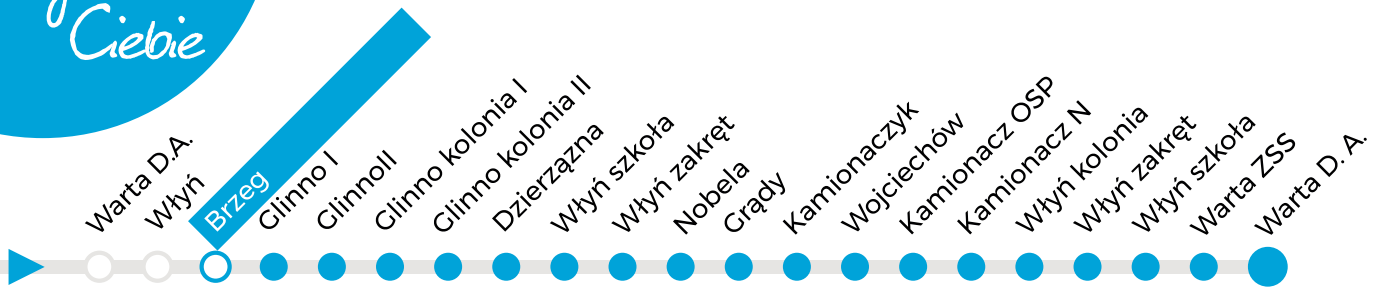 Ciebie
Warta D.A.
Włyń
Brzeg
Glinno I
GlinnoII
Glinno kolonia I
Glinno kolonia II
Dzierzązna
Włyń szkoła
Włyń zakręt
Nobela
Grądy
Kamionaczyk
Wojciechów
Kamionacz OSP
Kamionacz N
Włyń kolonia
Włyń zakręt
Włyń szkoła
Warta ZSS
Warta D. A.